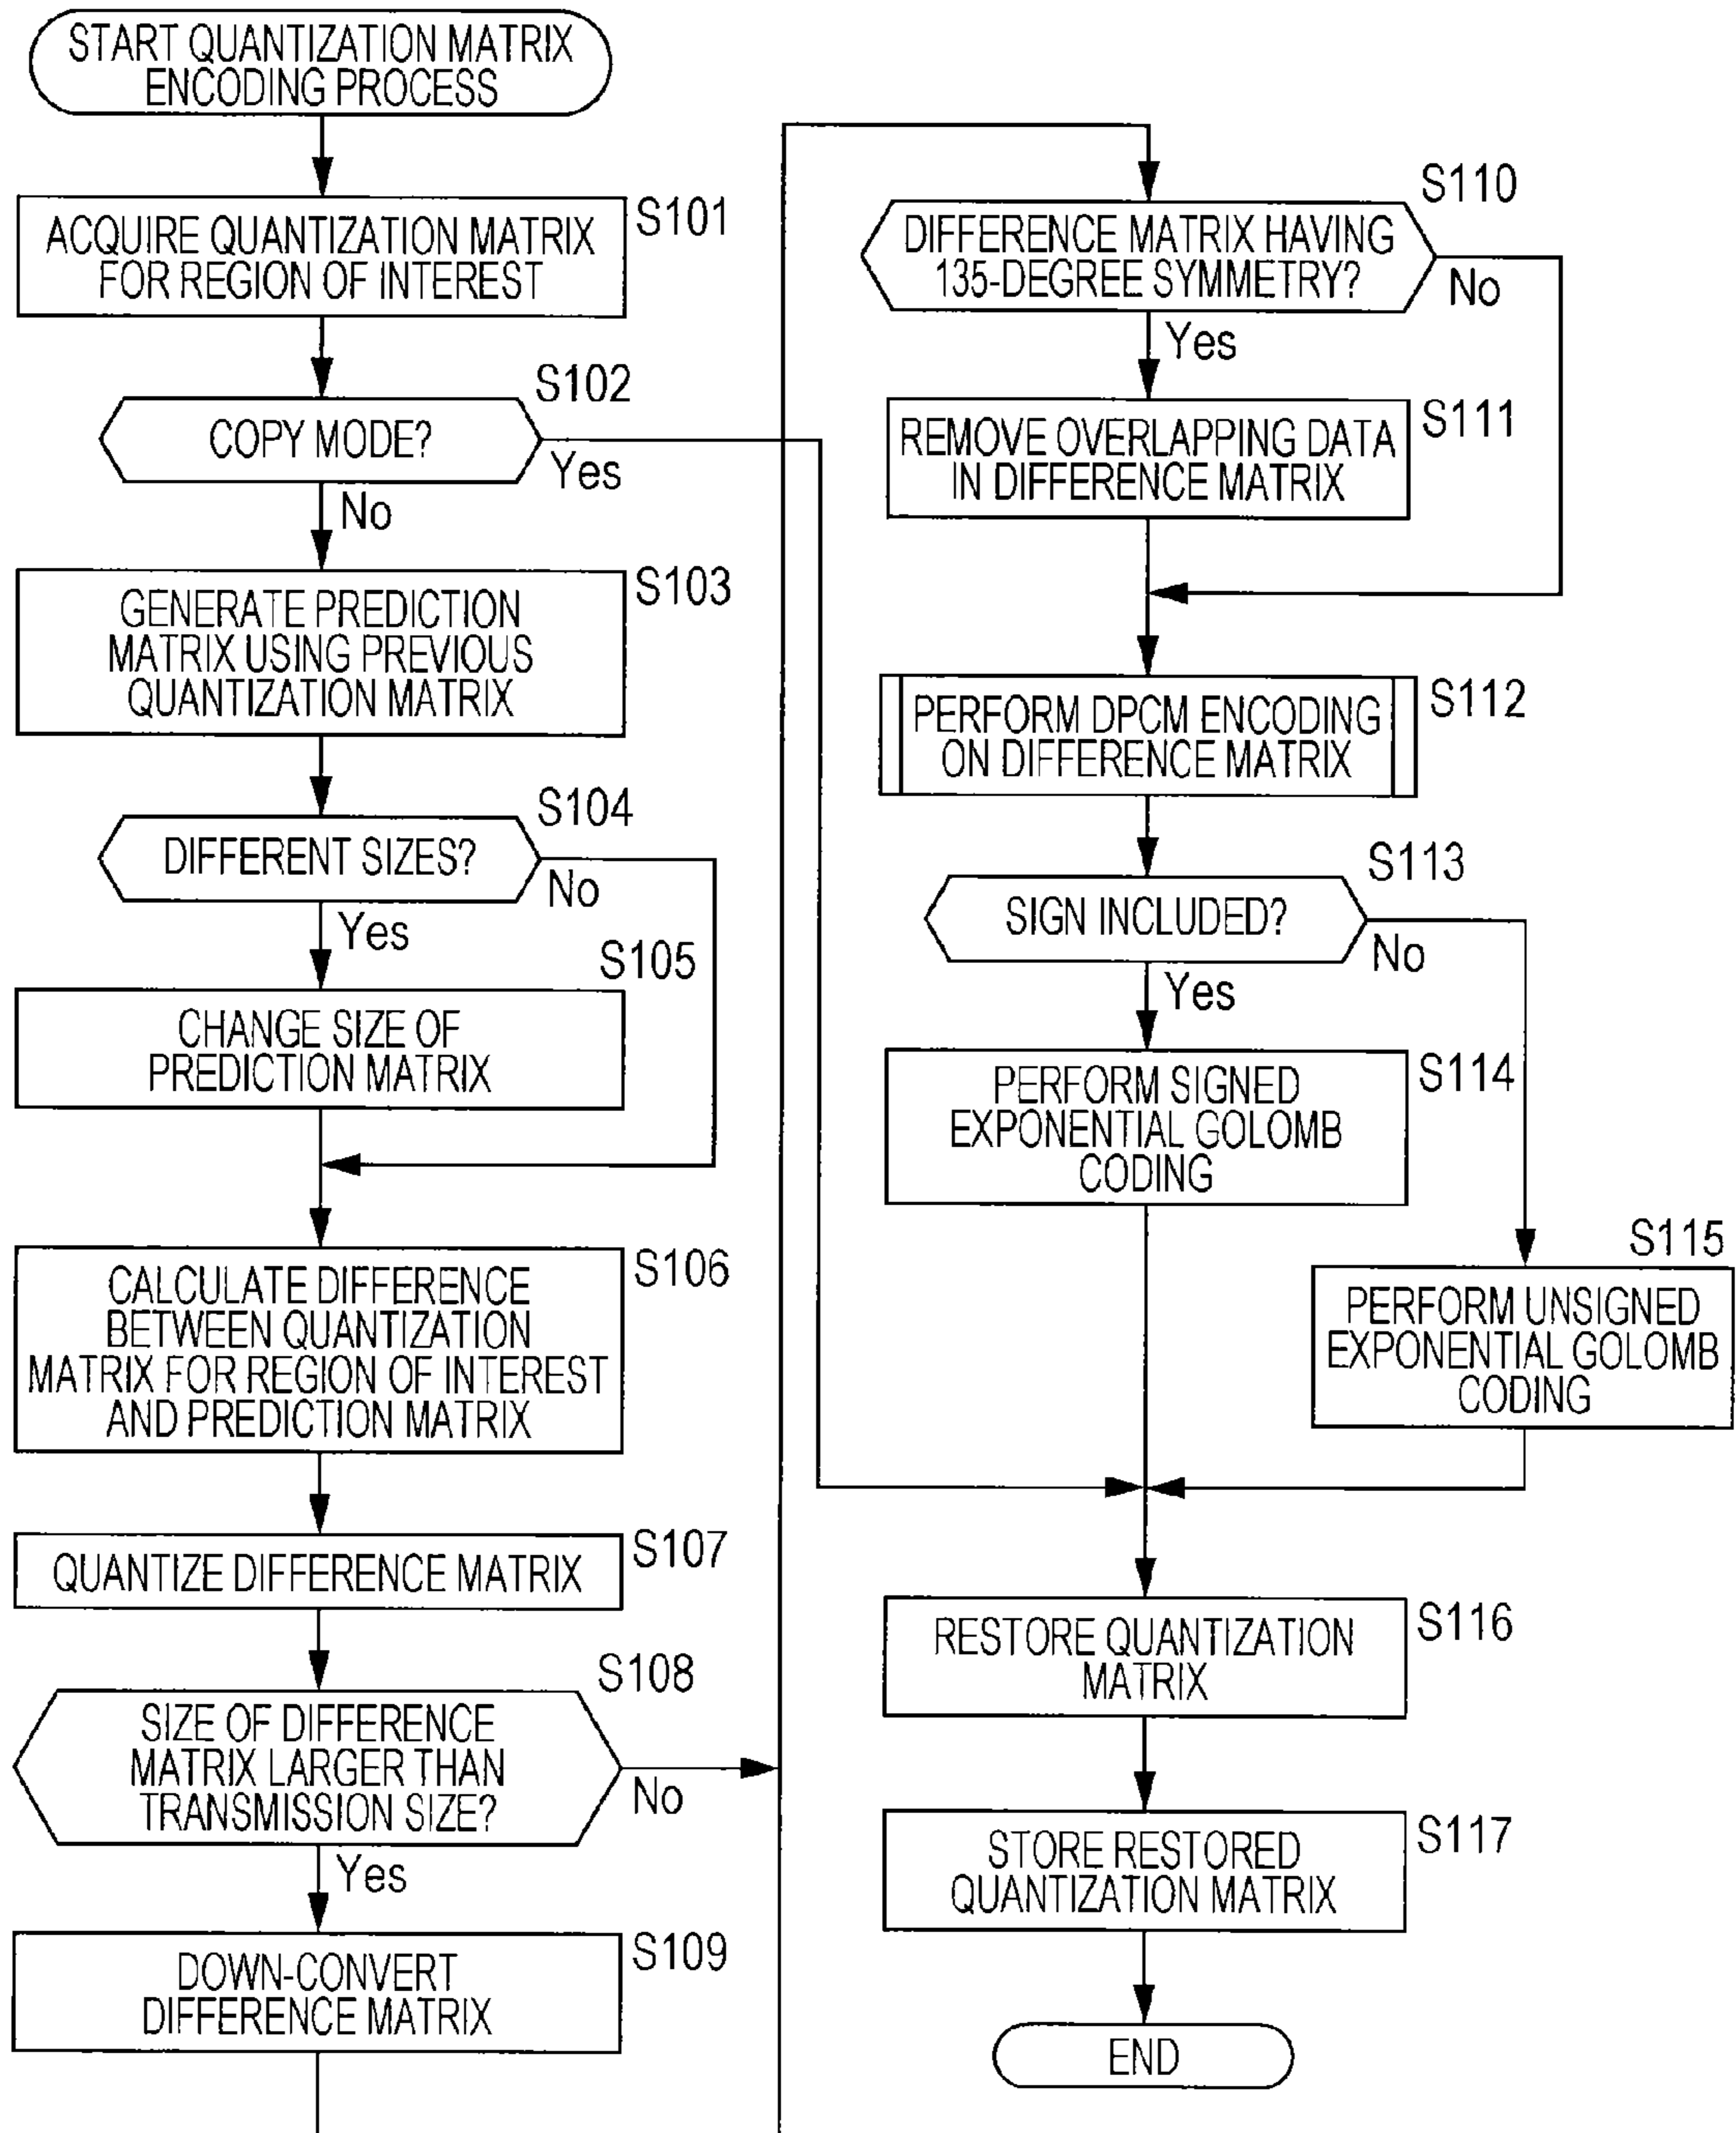 START QUANTIZATION MATRIX
ENCODING PROCESS
S101
ACQUIRE QUANTIZATION MATRIX
FOR REGION OF INTEREST
S102
COPY MODE?
Yes
No
S103
GENERATE PREDICTION
MATRIX USING PREVIOUS
QUANTIZATION MATRIX
S104
DIFFERENT SIZES?
No
Yes
S105
CHANGE SIZE OF
PREDICTION MATRIX
S106
CALCULATE DIFFERENCE
BETWEEN QUANTIZATION
MATRIX FOR REGION OF INTEREST
AND PREDICTION MATRIX
S107
QUANTIZE DIFFERENCE MATRIX
S108
SIZE OF DIFFERENCE
MATRIX LARGER THAN
TRANSMISSION SIZE?
No
Yes
S109
DOWN-CONVERT
DIFFERENCE MATRIX
S110
DIFFERENCE MATRIX HAVING
135-DEGREE SYMMETRY?
No
Yes
S111
REMOVE OVERLAPPING DATA
IN DIFFERENCE MATRIX
S112
PERFORM DPCM ENCODING
ON DIFFERENCE MATRIX
S113
SIGN INCLUDED?
No
Yes
S114
PERFORM SIGNED
EXPONENTIAL GOLOMB
CODING
S115
PERFORM UNSIGNED
EXPONENTIAL GOLOMB
CODING
S116
RESTORE QUANTIZATION
MATRIX
S117
STORE RESTORED
QUANTIZATION MATRIX
END